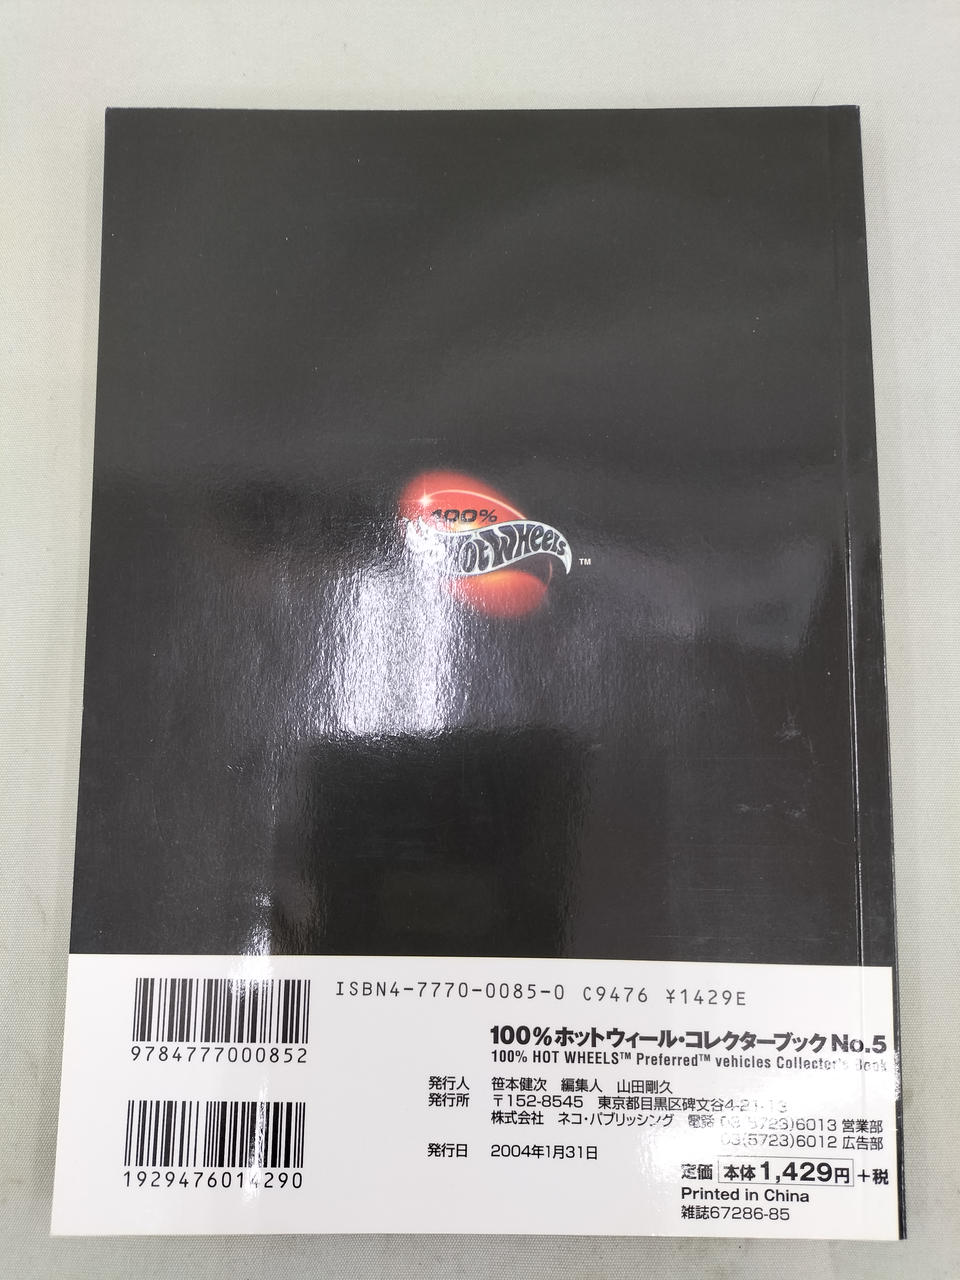 100%
Hot Wheels
TM
ISBN4-7770-0085-0 C9476 ¥1429E
9784777000852
100%ホットウィール・コレクターブック No.5
100% HOT WHEELS™ Preferred™ vehicles Collector's Book
発行人 笹本健次 編集人 山田剛久
発行所 〒152-8545 東京都目黒区碑文谷4-21-13
株式会社 ネコ・パブリッシング 電話 03(5723)6013 営業部
03(5723)6012 広告部
1929476014290
発行日 2004年1月31日
定価 本体 1,429円 +税
Printed in China
雑誌67286-85